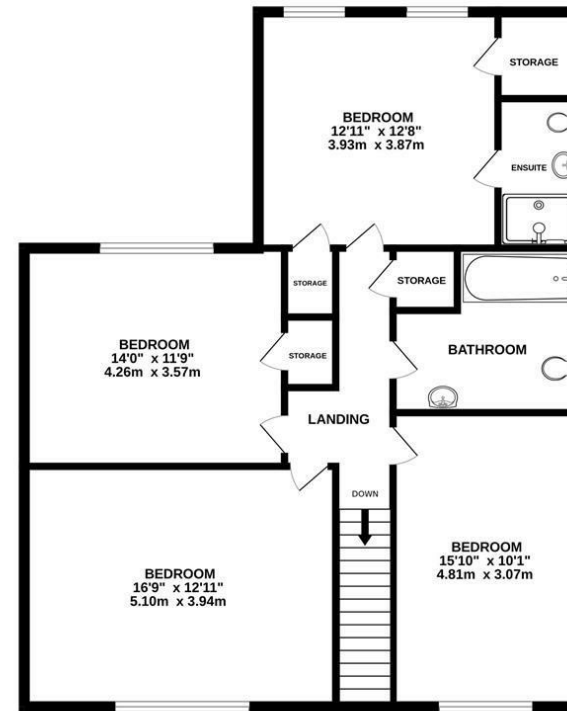 STORAGE
BEDROOM
12'11" x 12'8"
3.93m x 3.87m
ENSUITE
STORAGE
STORAGE
BEDROOM
14'0" x 11'9"
4.26m x 3.57m
STORAGE
BATHROOM
LANDING
DOWN
BEDROOM
15'10" x 10'1"
4.81m x 3.07m
BEDROOM
16'9" x 12'11"
5.10m x 3.94m